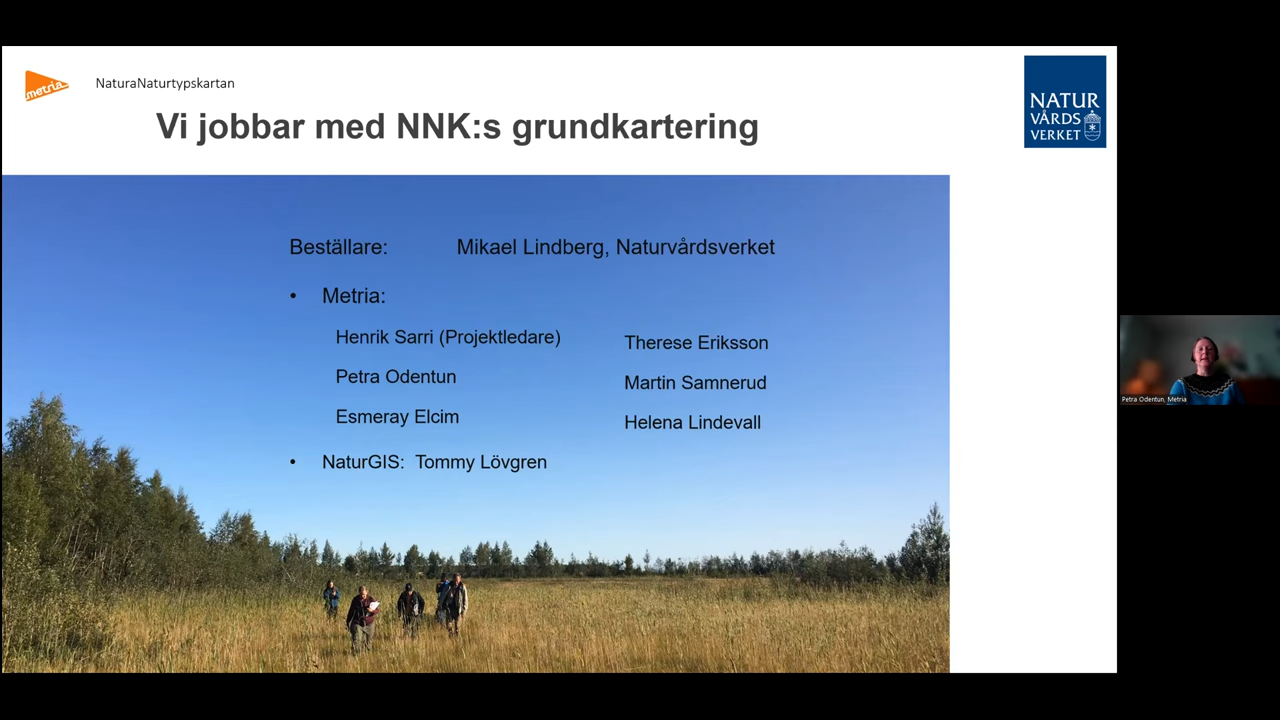 metria
NaturaNaturtypskartan
Vi jobbar med NNK:s grundkartering
NATUR
VÅRDS
VERKET
Beställare: Mikael Lindberg, Naturvårdsverket
• Metria:
Henrik Sarri (Projektledare)
Petra Odentun
Esmeray Elcim
Therese Eriksson
Martin Samnerud
Helena Lindevall
• NaturGIS: Tommy Lövgren
Petra Odentun, Metria